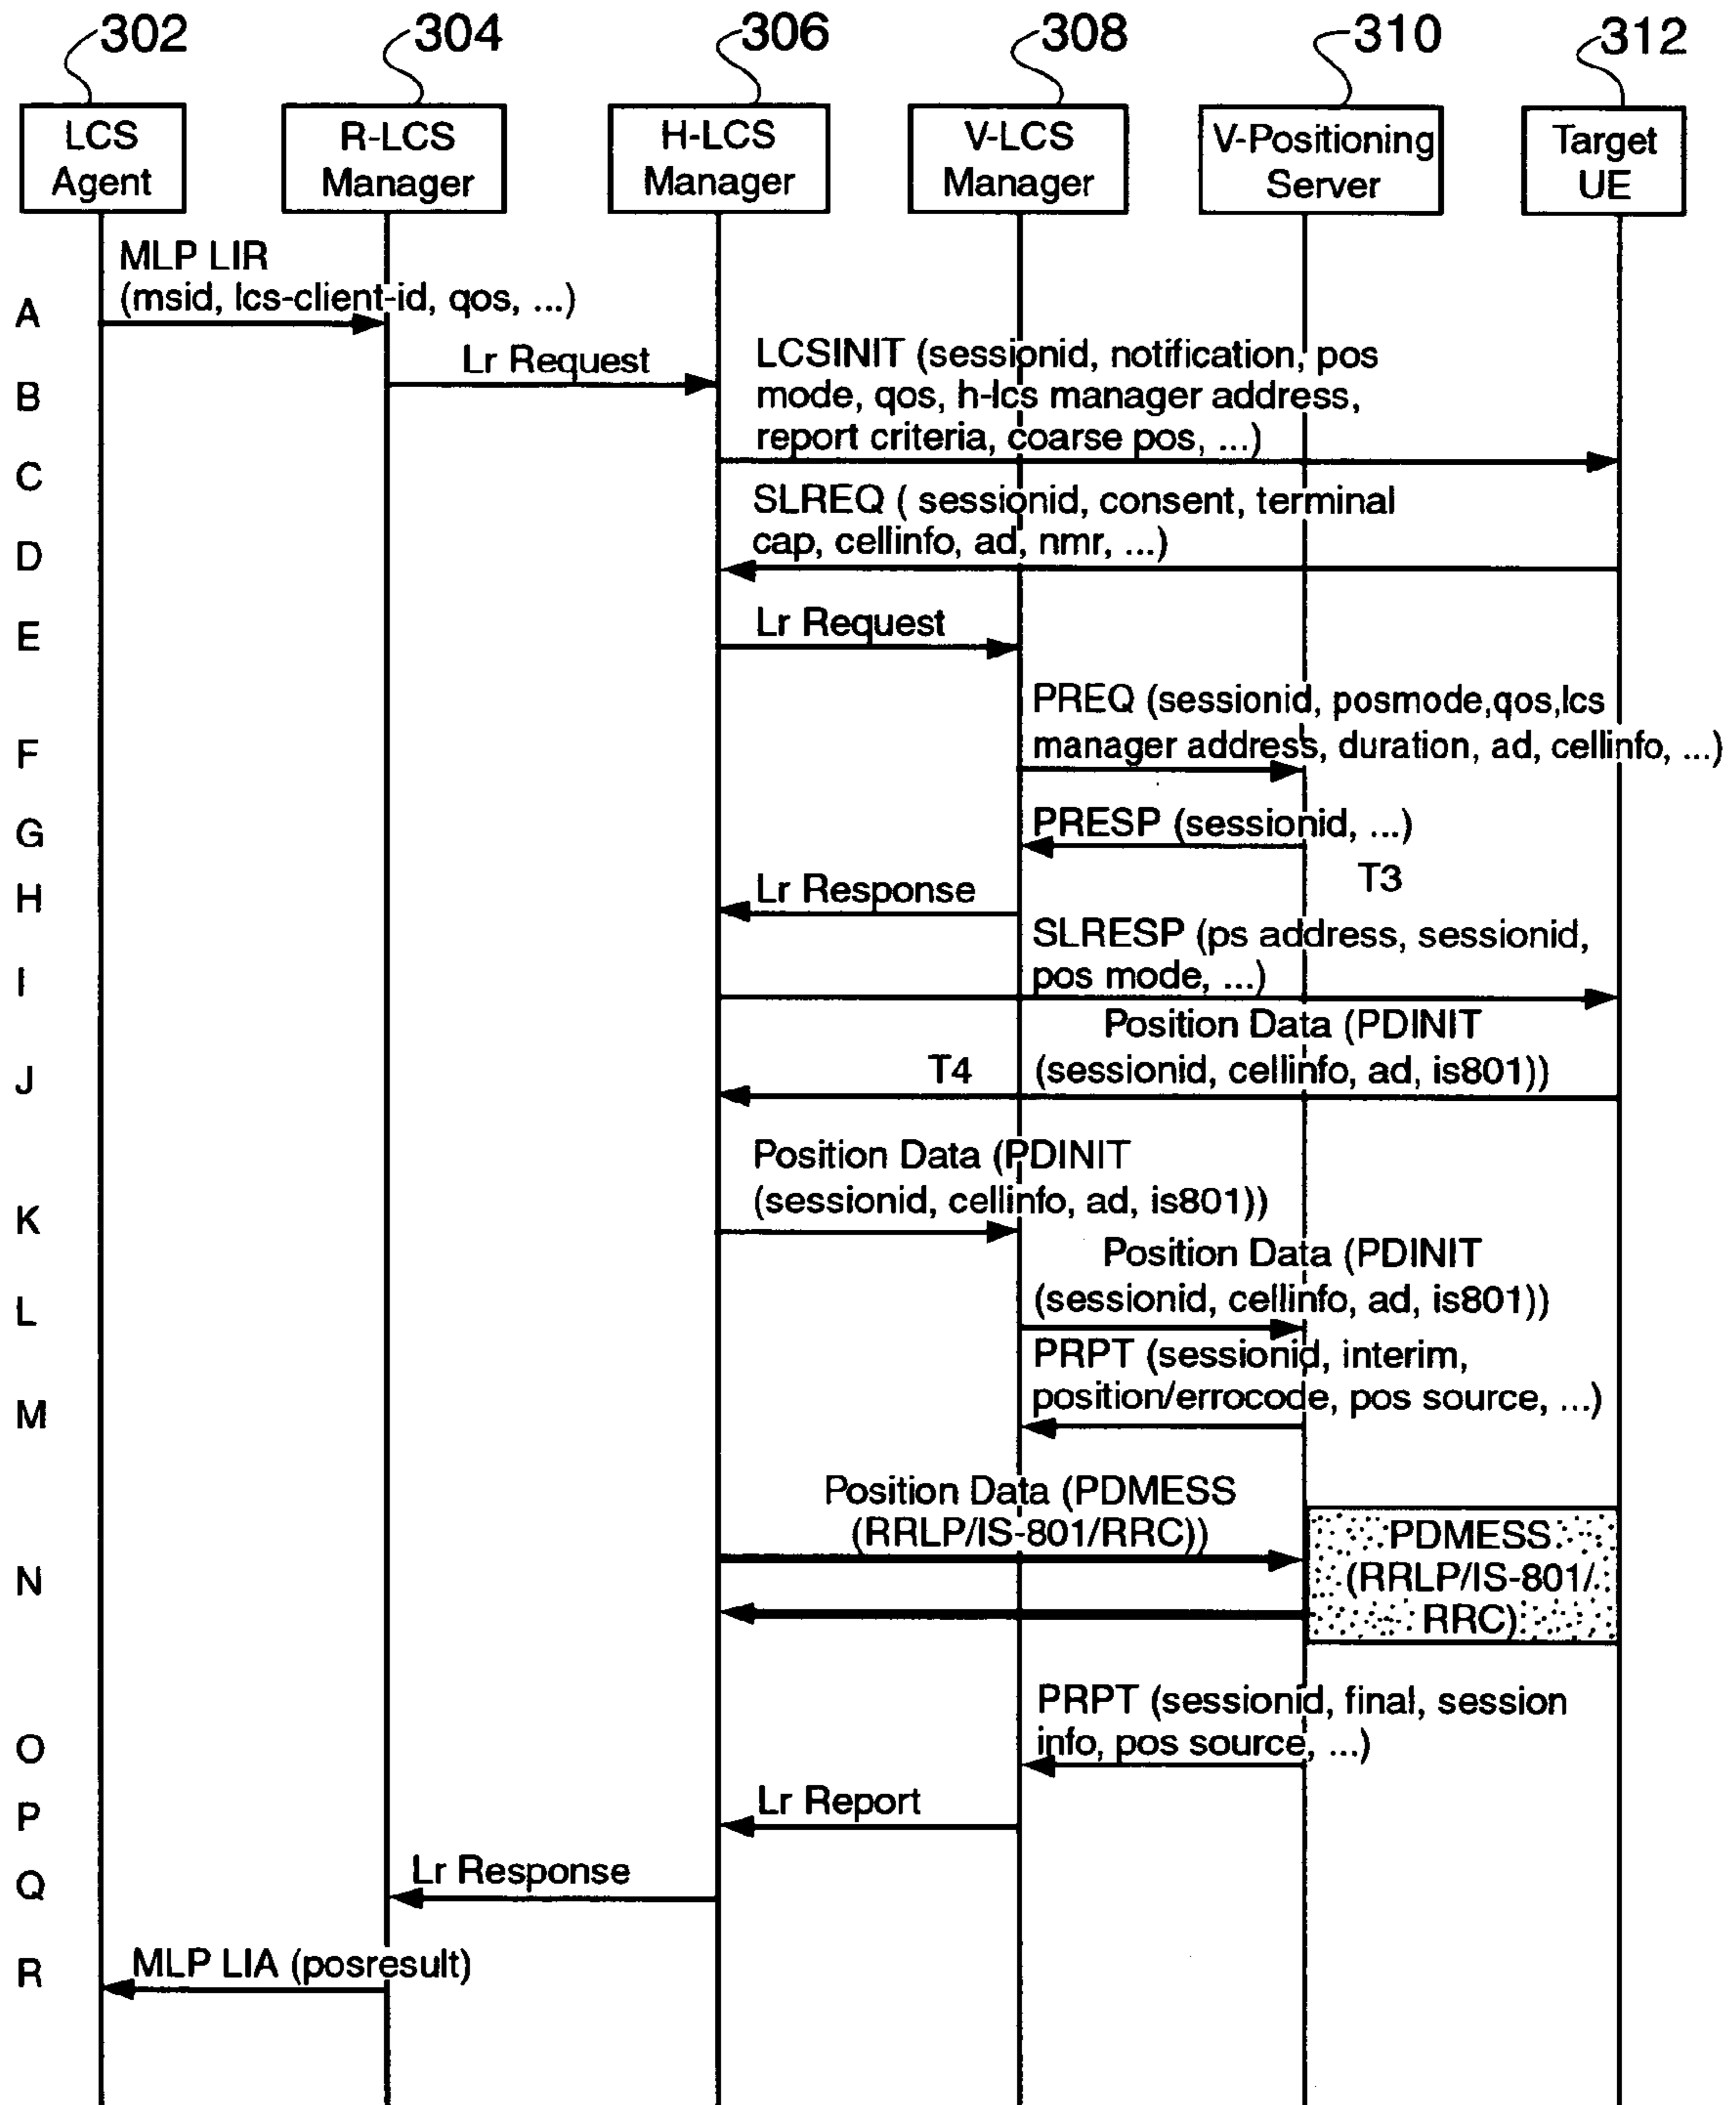 302
304
306
308
310
312
LCS
Agent
R-LCS
Manager
H-LCS
Manager
V-LCS
Manager
V-Positioning
Server
Target
UE
MLP LIR
(msid, lcs-client-id, qos, ...)
A
Lr Request
B
LCSINIT (sessionid, notification, pos
mode, qos, h-lcs manager address,
report criteria, coarse pos, ...)
C
SLREQ ( sessionid, consent, terminal
cap, cellinfo, ad, nmr, ...)
D
Lr Request
E
PREQ (sessionid, posmode,qos,lcs
manager address, duration, ad, cellinfo, ...)
F
PRESP (sessionid, ...)
G
T3
Lr Response
H
SLRESP (ps address, sessionid,
pos mode, ...)
I
Position Data (PDINIT
(sessionid, cellinfo, ad, is801))
T4
J
Position Data (PDINIT
(sessionid, cellinfo, ad, is801))
K
Position Data (PDINIT
(sessionid, cellinfo, ad, is801))
L
PRPT (sessionid, interim,
position/errocode, pos source, ...)
M
Position Data (PDMESS
(RRLP/IS-801/RRC))
PDMESS
(RRLP/IS-801/
RRC)
N
PRPT (sessionid, final, session
info, pos source, ...)
O
Lr Report
P
Lr Response
Q
MLP LIA (posresult)
R